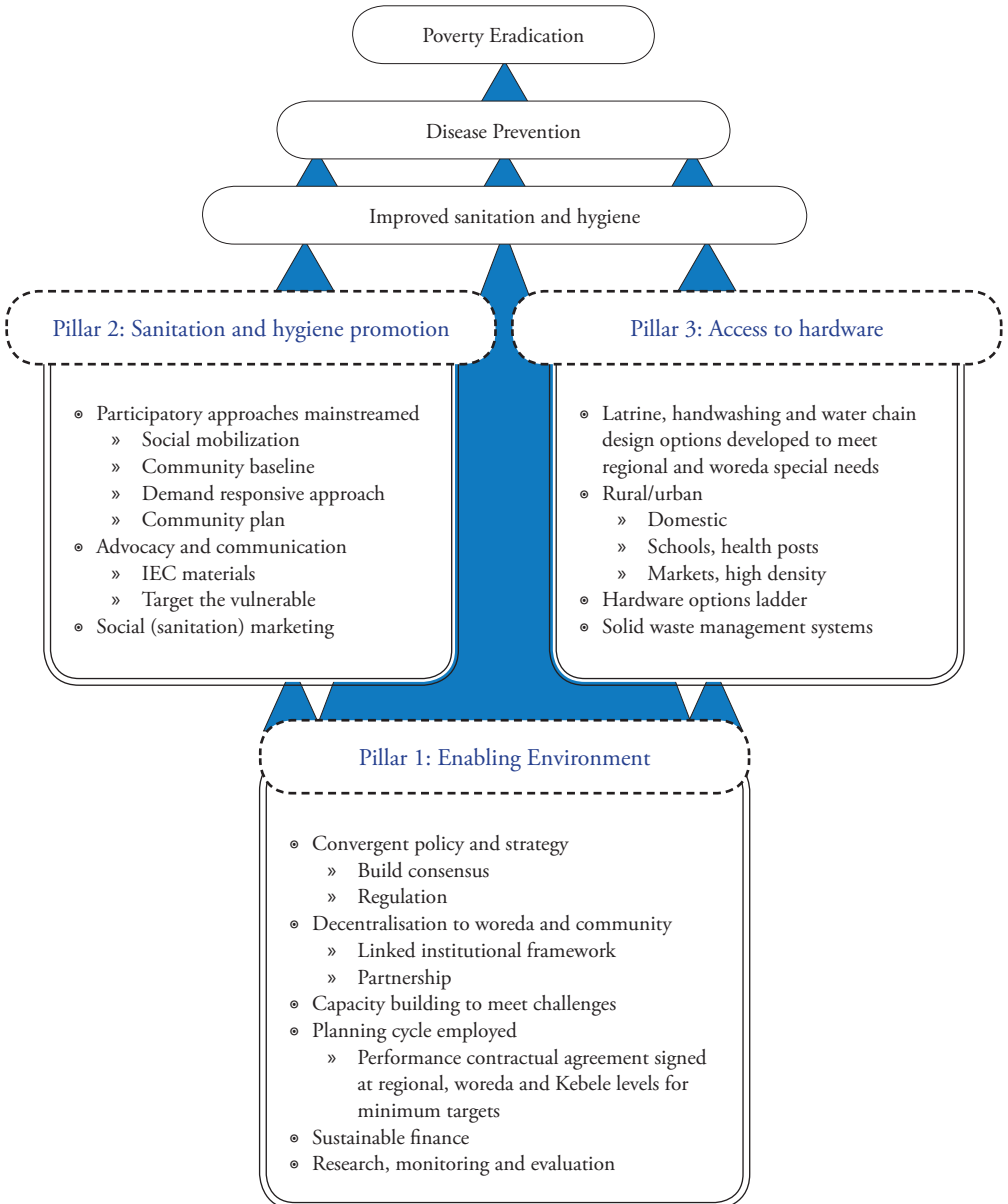 Poverty Eradication
Disease Prevention
Improved sanitation and hygiene
Pillar 2: Sanitation and hygiene promotion
⊙ Participatory approaches mainstreamed
» Social mobilization
» Community baseline
» Demand responsive approach
» Community plan
⊙ Advocacy and communication
» IEC materials
» Target the vulnerable
⊙ Social (sanitation) marketing
Pillar 3: Access to hardware
⊙ Latrine, handwashing and water chain
design options developed to meet
regional and woreda special needs
⊙ Rural/urban
» Domestic
» Schools, health posts
» Markets, high density
⊙ Hardware options ladder
⊙ Solid waste management systems
Pillar 1: Enabling Environment
⊙ Convergent policy and strategy
» Build consensus
» Regulation
⊙ Decentralisation to woreda and community
» Linked institutional framework
» Partnership
⊙ Capacity building to meet challenges
⊙ Planning cycle employed
» Performance contractual agreement signed
at regional, woreda and Kebele levels for
minimum targets
⊙ Sustainable finance
⊙ Research, monitoring and evaluation